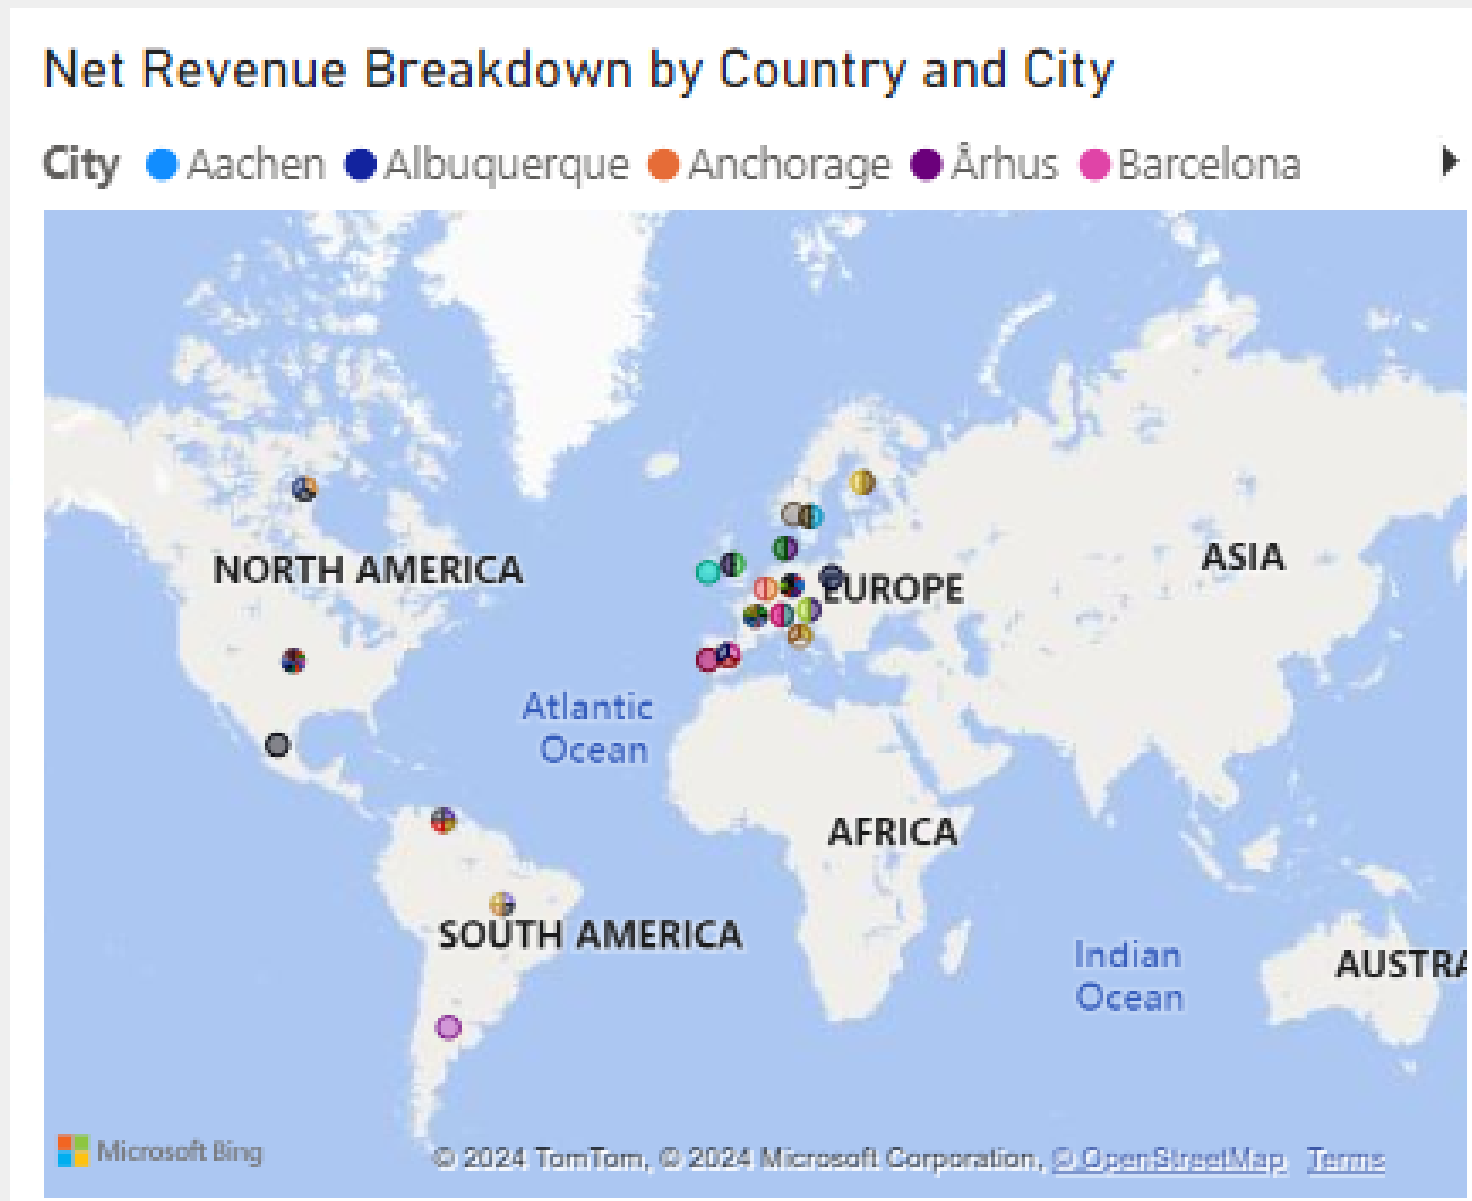 Net Revenue Breakdown by Country and City
City Aachen Albuquerque Anchorage Århus Barcelona
NORTH AMERICA
ASIA
EUROPE
Atlantic
Ocean
AFRICA
SOUTH AMERICA
Indian
Ocean
AUSTRA
Microsoft Bing
© 2024 TomTom, © 2024 Microsoft Corporation, © OpenStreetMap Terms